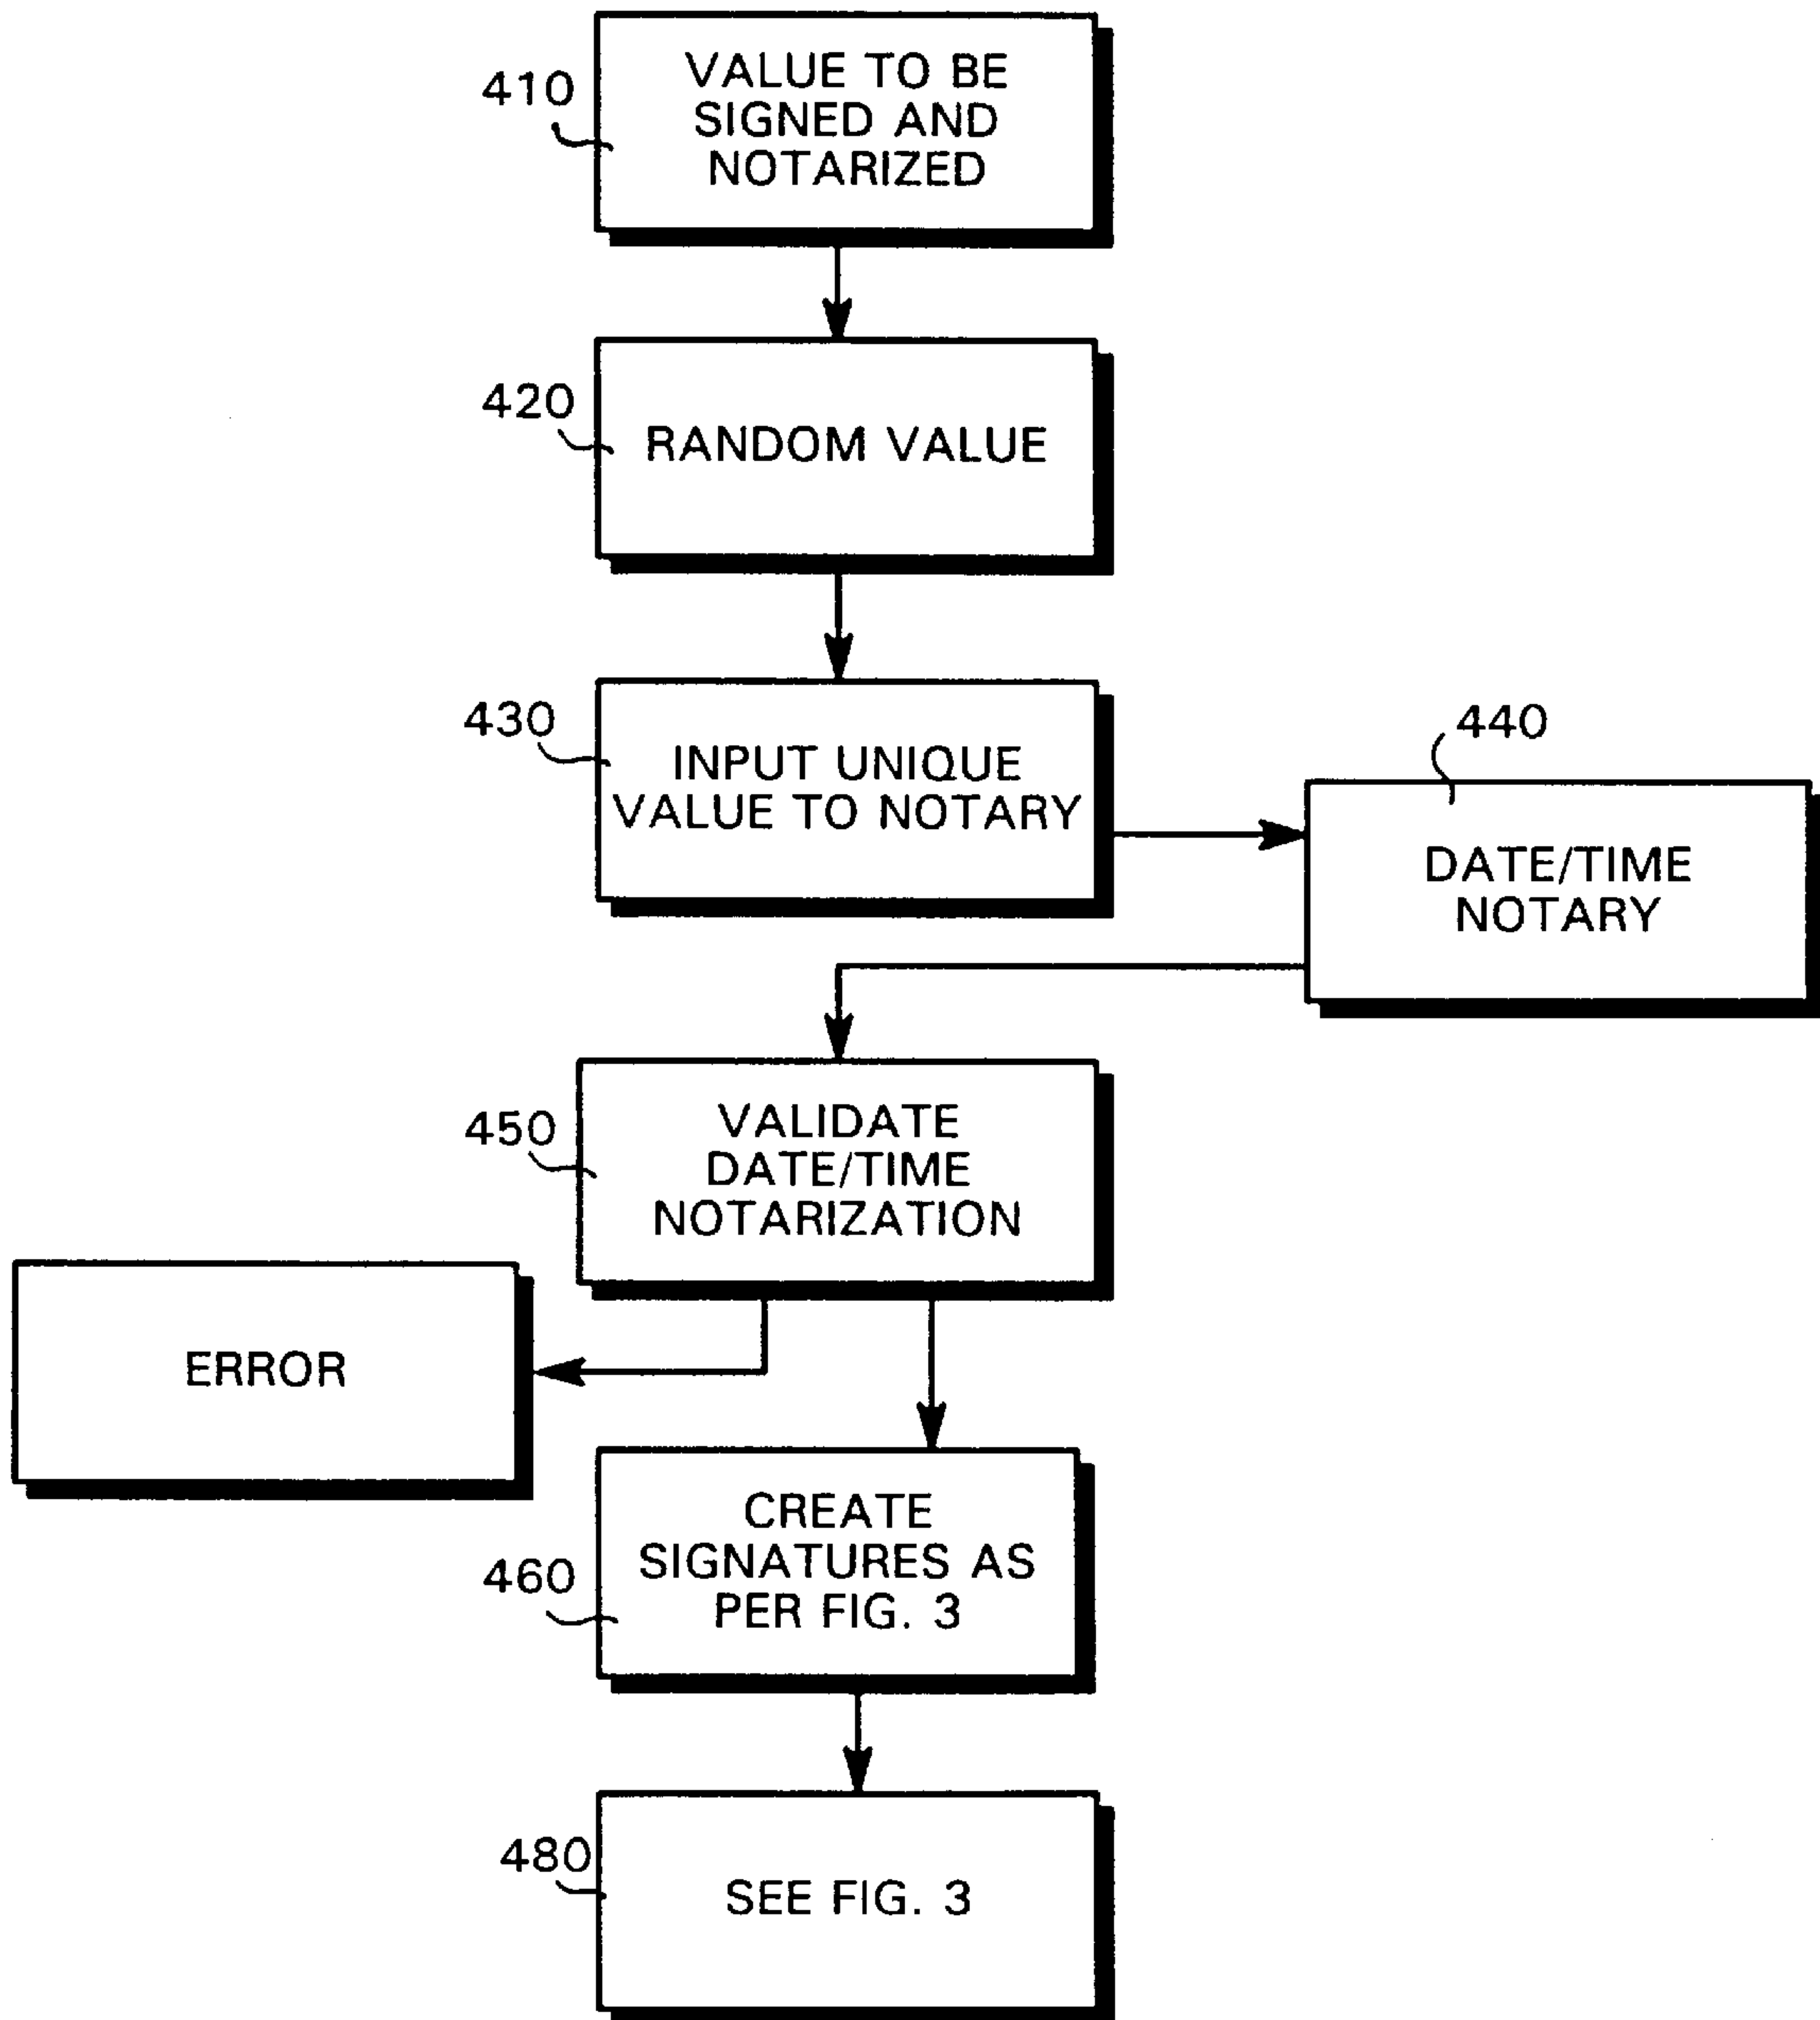 410
VALUE TO BE
SIGNED AND
NOTARIZED
420
RANDOM VALUE
430
INPUT UNIQUE
VALUE TO NOTARY
440
DATE/TIME
NOTARY
450
VALIDATE
DATE/TIME
NOTARIZATION
ERROR
460
CREATE
SIGNATURES AS
PER FIG. 3
480
SEE FIG. 3